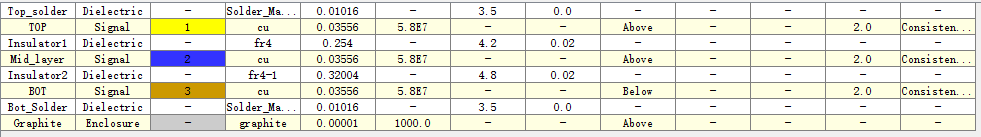 Top_solder Dielectric - Solder_Ma... 0.01016 - 3.5 0.0 - - - - -
TOP Signal 1 cu 0.03556 5.8E7 - - Above - - 2.0 Consisten...
Insulator1 Dielectric - fr4 0.254 - 4.2 0.02 - - - - -
Mid_layer Signal 2 cu 0.03556 5.8E7 - - Above - - 2.0 Consisten...
Insulator2 Dielectric - fr4-1 0.32004 - 4.8 0.02 - - - - -
BOT Signal 3 cu 0.03556 5.8E7 - - Below - - 2.0 Consisten...
Bot_Solder Dielectric - Solder_Ma... 0.01016 - 3.5 0.0 - - - - -
Graphite Enclosure - graphite 0.00001 1000.0 - - Above - - - -